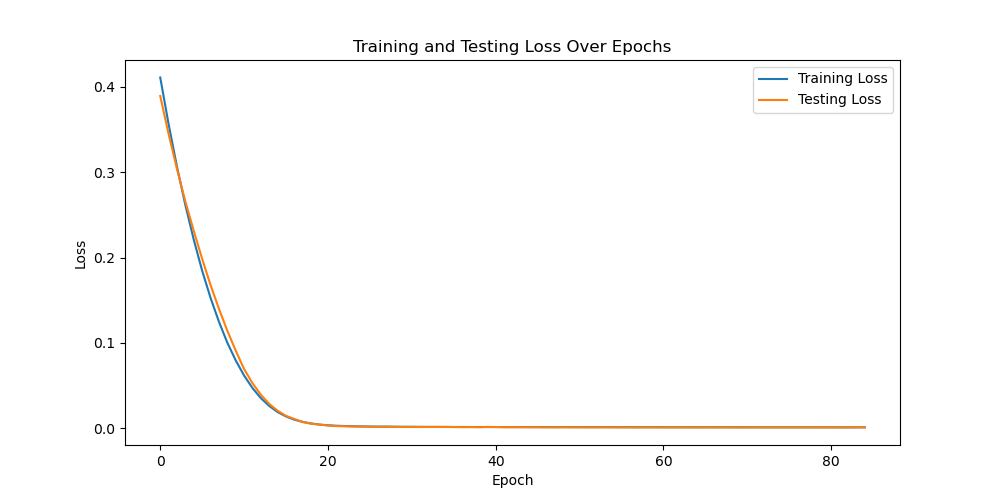 Training and Testing Loss Over Epochs
Training Loss
Testing Loss
Loss
0.4
0.3
0.2
0.1
0.0
0 20 40 60 80
Epoch